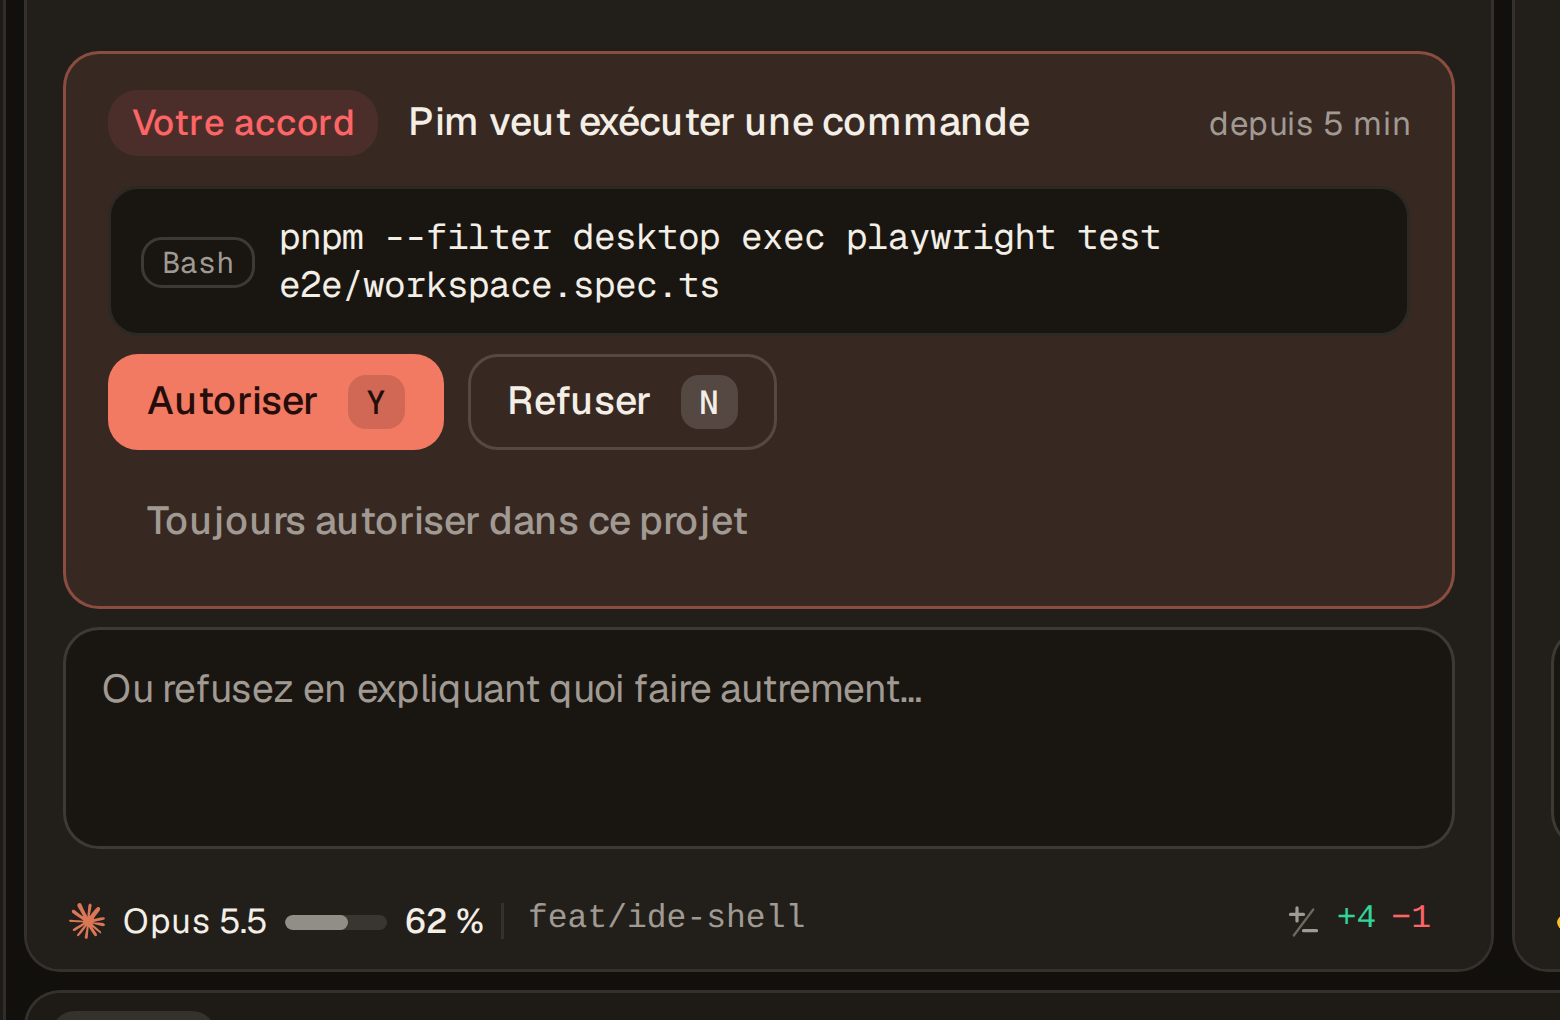 Votre accord Pim veut exécuter une commande depuis 5 min
Bash pnpm --filter desktop exec playwright test
e2e/workspace.spec.ts
Autoriser Y Refuser N
Toujours autoriser dans ce projet
Ou refusez en expliquant quoi faire autrement…
Opus 5.5 62 % feat/ide-shell +4 −1